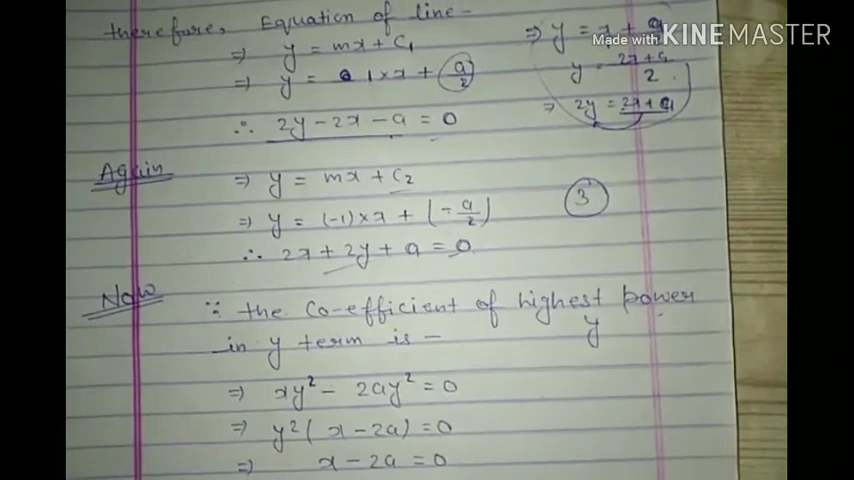 therefore, Equation of line -
⇒ y = mx + c₁
⇒ y = 1 × x + (a/2)
∴ 2y - 2x - a = 0
⇒ y = x +
y = 2x + a / 2
⇒ 2y = 2x + a
Made with KINEMASTER
Again
⇒ y = mx + c₂
⇒ y = (-1) × x + (-a/2)
∴ 2x + 2y + a = 0
3
Now
∵ the Co-efficient of highest power
in y term is - y
⇒ xy² - 2ay² = 0
⇒ y² ( x - 2a) = 0
⇒ x - 2a = 0